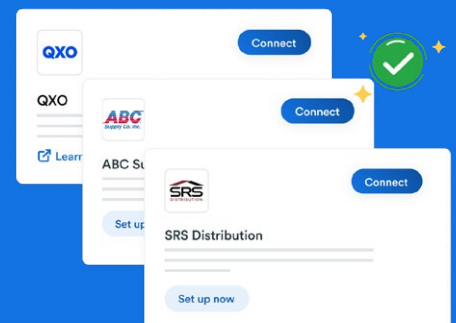 QXO
Connect
QXO
Learn
ABC
Supply Co. Inc.
Connect
ABC Su
Set up
SRS
DISTRIBUTION
Connect
SRS Distribution
Set up now